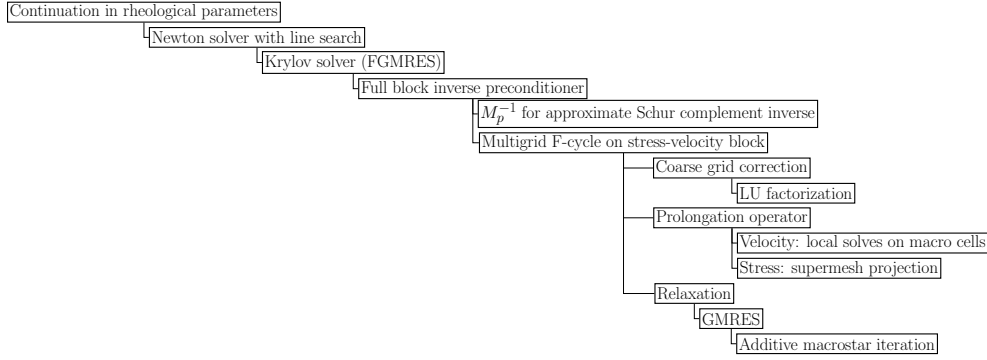 Continuation in rheological parameters
Newton solver with line search
Krylov solver (FGMRES)
Full block inverse preconditioner
$M_p^{-1}$ for approximate Schur complement inverse
Multigrid F-cycle on stress-velocity block
Coarse grid correction
LU factorization
Prolongation operator
Velocity: local solves on macro cells
Stress: supermesh projection
Relaxation
GMRES
Additive macrostar iteration